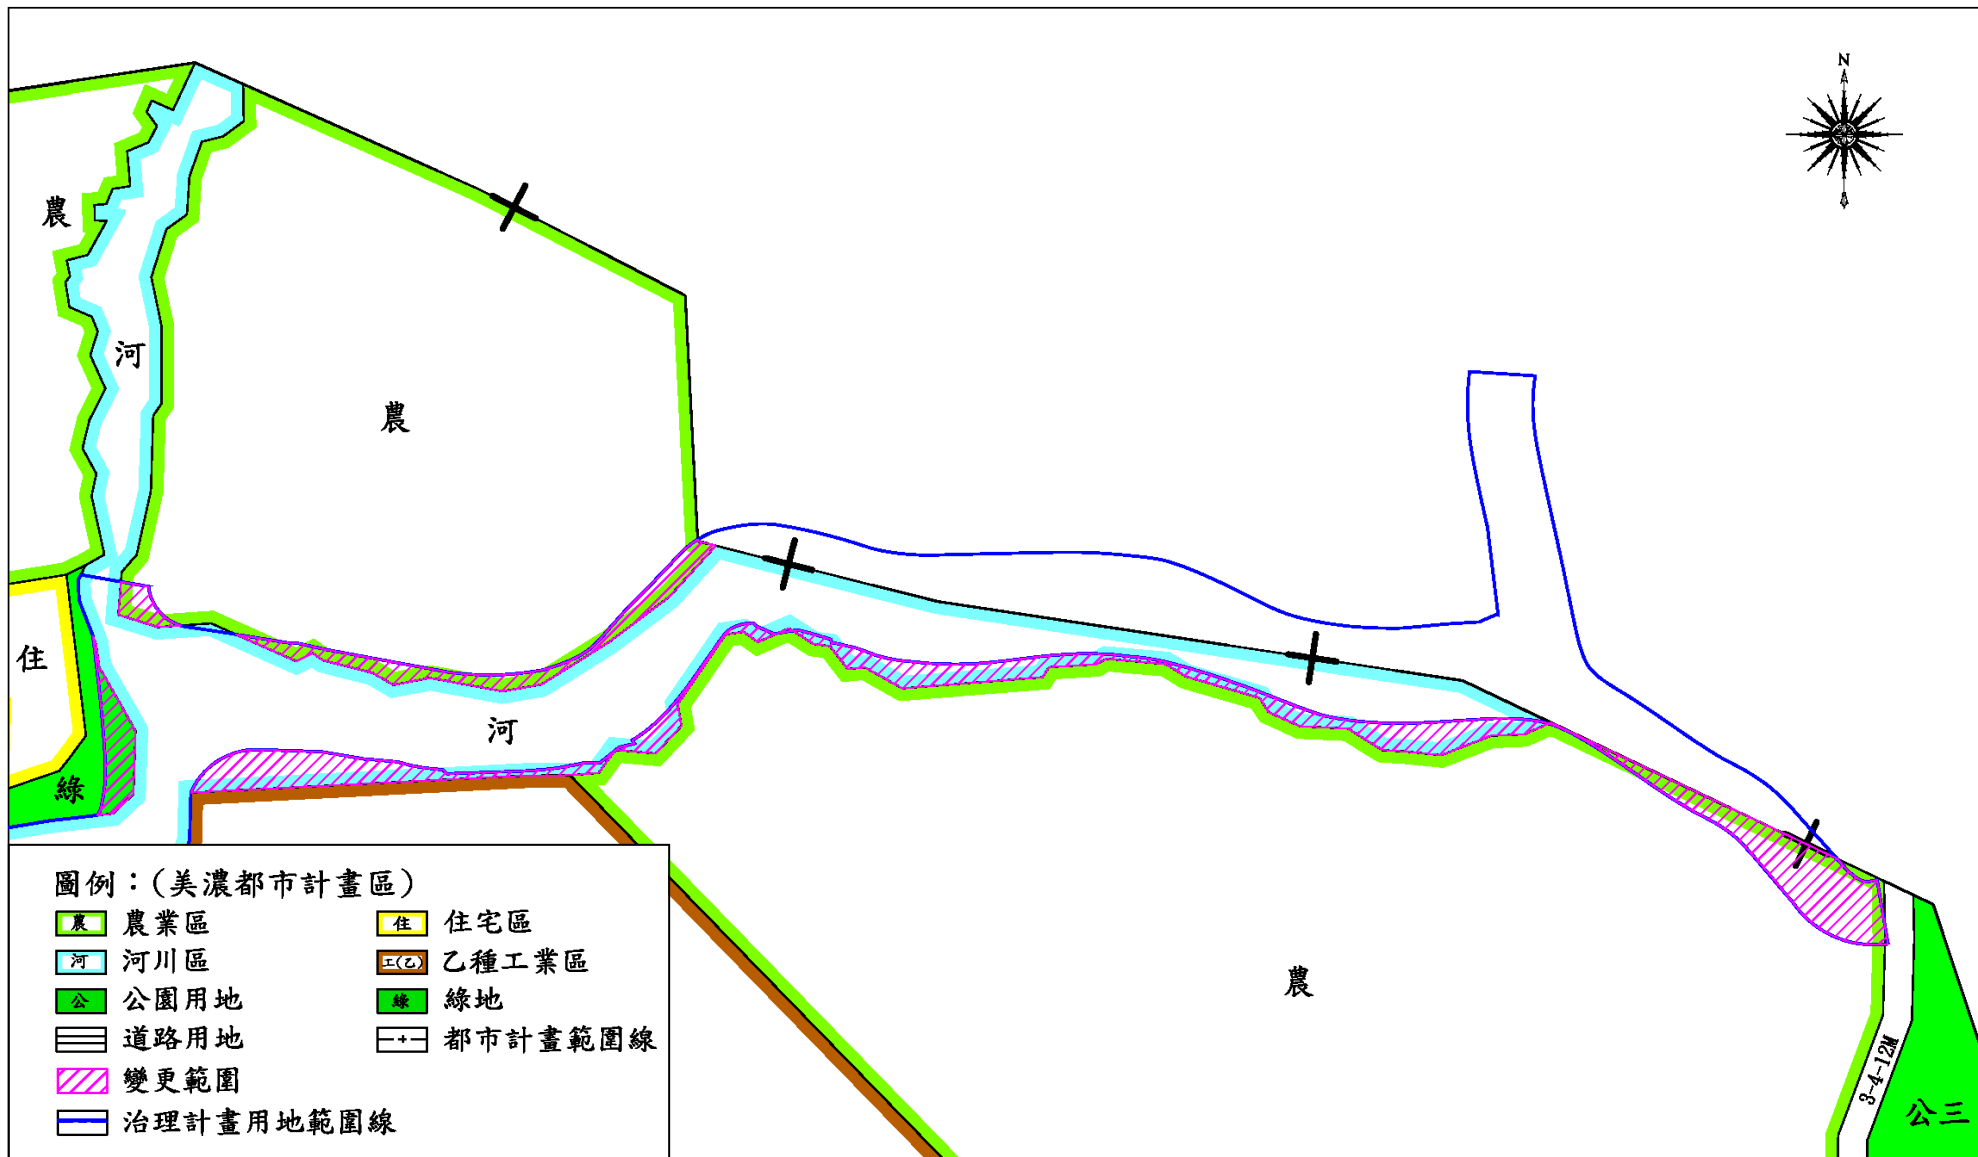 N
農
河
農
住
河
綠
農
3-4-12M
公三
圖例：(美濃都市計畫區)
農 農業區
住 住宅區
河 河川區
工(乙) 乙種工業區
公 公園用地
綠 綠地
道路用地
都市計畫範圍線
變更範圍
治理計畫用地範圍線